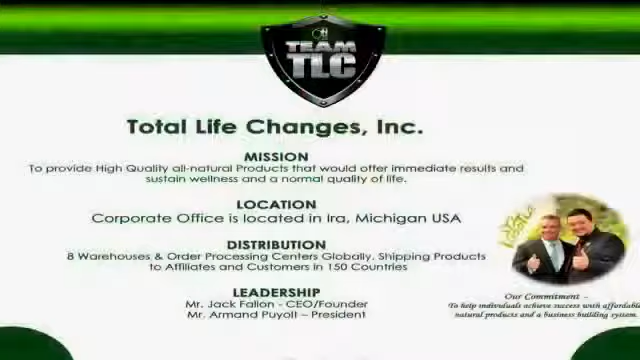 TEAM
TLC
Total Life Changes, Inc.
MISSION
To provide High Quality all-natural Products that would offer immediate results and
sustain wellness and a normal quality of life.
LOCATION
Corporate Office is located in Ira, Michigan USA
DISTRIBUTION
8 Warehouses & Order Processing Centers Globally. Shipping Products
to Affiliates and Customers in 150 Countries
LEADERSHIP
Mr. Jack Fallon - CEO/Founder
Mr. Armand Puyolt – President
Our Commitment –
To help individuals achieve success with affordable
natural products and a business building system.